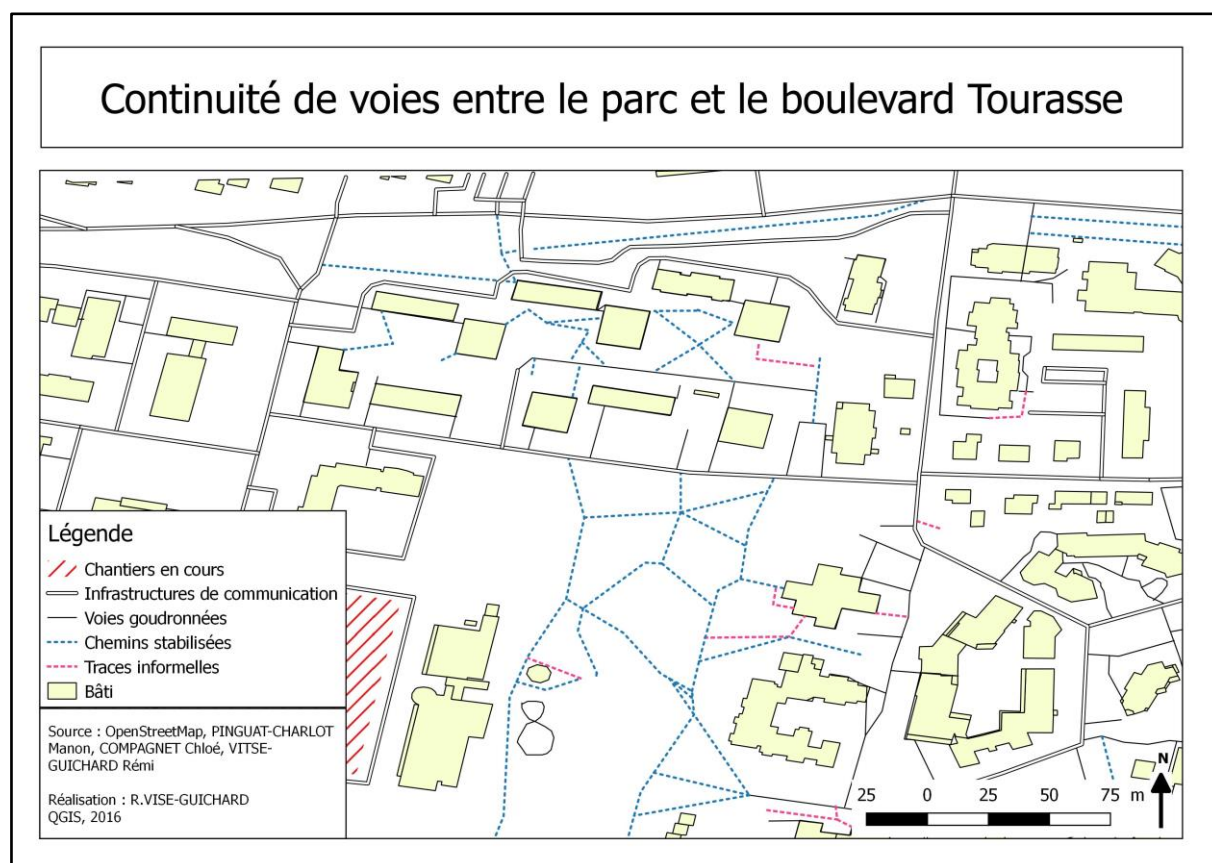 Continuité de voies entre le parc et le boulevard Tourasse
Légende
Chantiers en cours
Infrastructures de communication
Voies goudronnées
Chemins stabilisées
Traces informelles
Bâti
Source : OpenStreetMap, PINGUAT-CHARLOT
Manon, COMPAGNET Chloé, VITSE-
GUICHARD Rémi
Réalisation : R.VISE-GUICHARD
QGIS, 2016
25 0 25 50 75 m
N